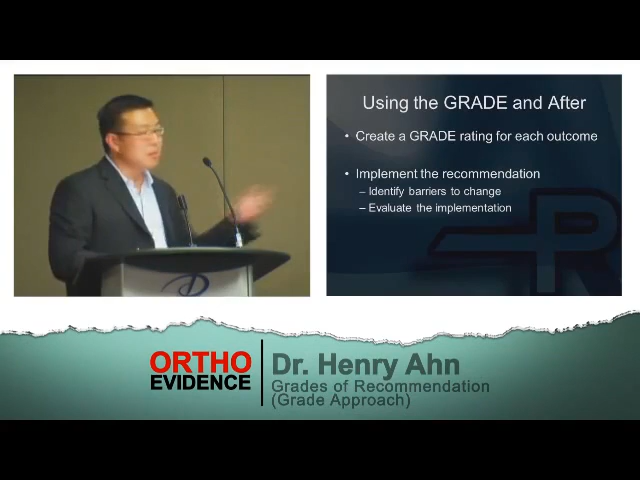 Using the GRADE and After
• Create a GRADE rating for each outcome
• Implement the recommendation
– Identify barriers to change
– Evaluate the implementation
ORTHO
EVIDENCE
Dr. Henry Ahn
Grades of Recommendation
(Grade Approach)